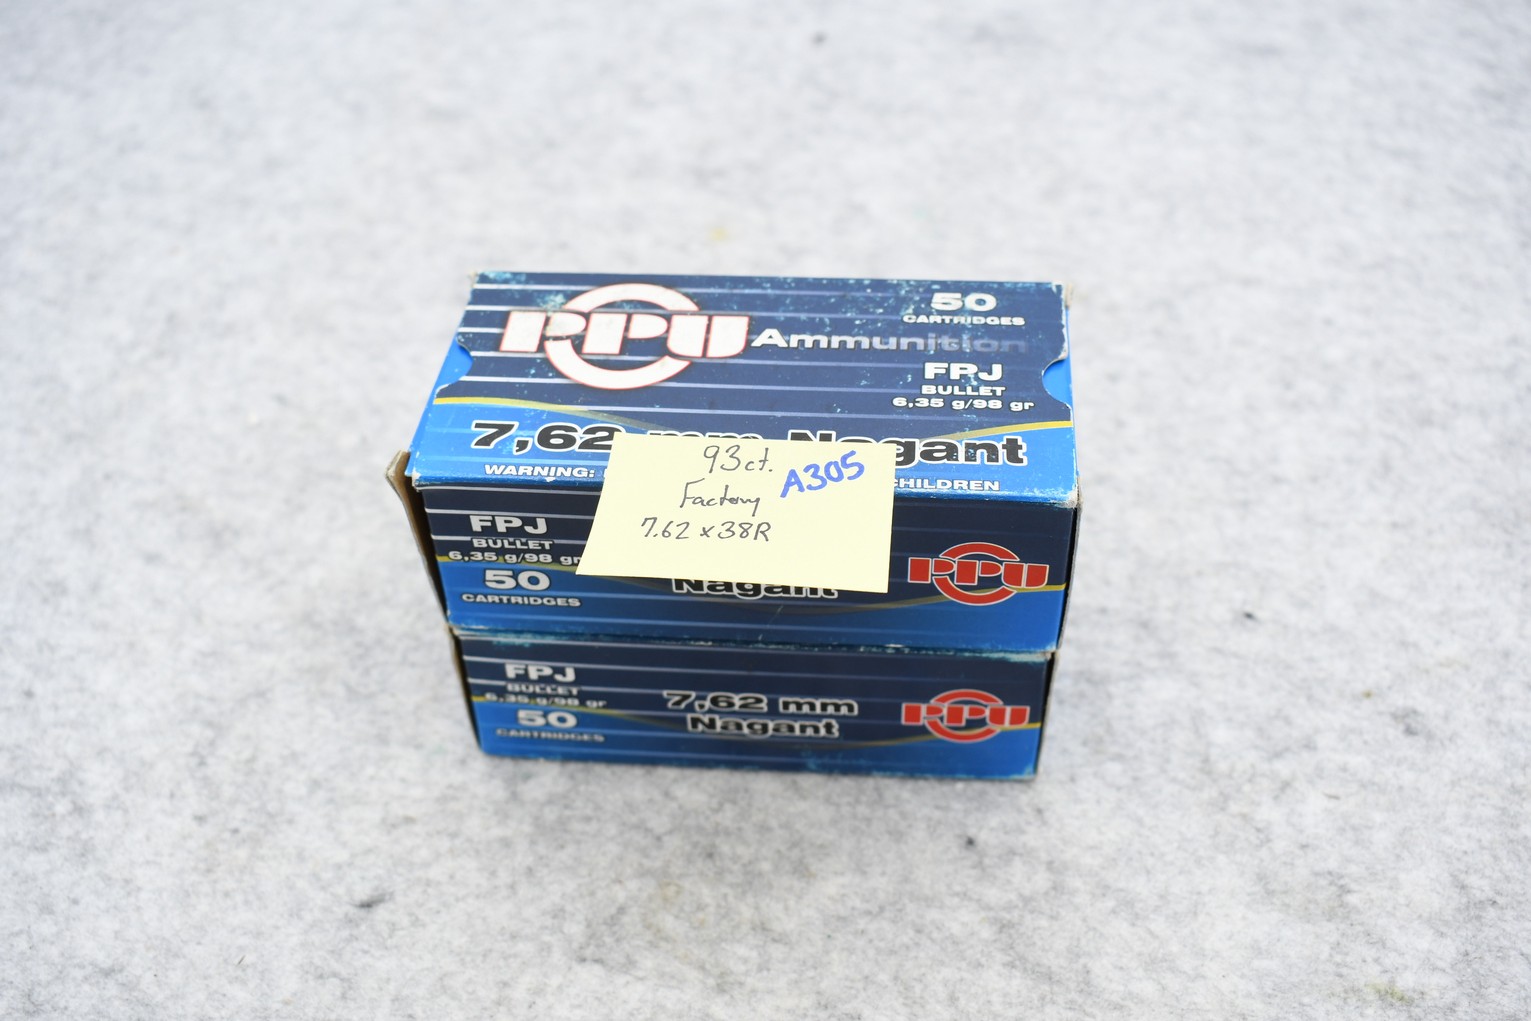 PPU Ammunition
50
CARTRIDGES
FPJ
BULLET
6,35 g/98 gr
7,62 mm Nagant
WARNING: CHILDREN
93ct.
A305
Factory
7.62 x 38R
FPJ
BULLET
6,35 g/98 gr
50
CARTRIDGES
Nagant
PPU
FPJ
BULLET
6,35 g/98 gr
50
CARTRIDGES
7,62 mm
Nagant
PPU